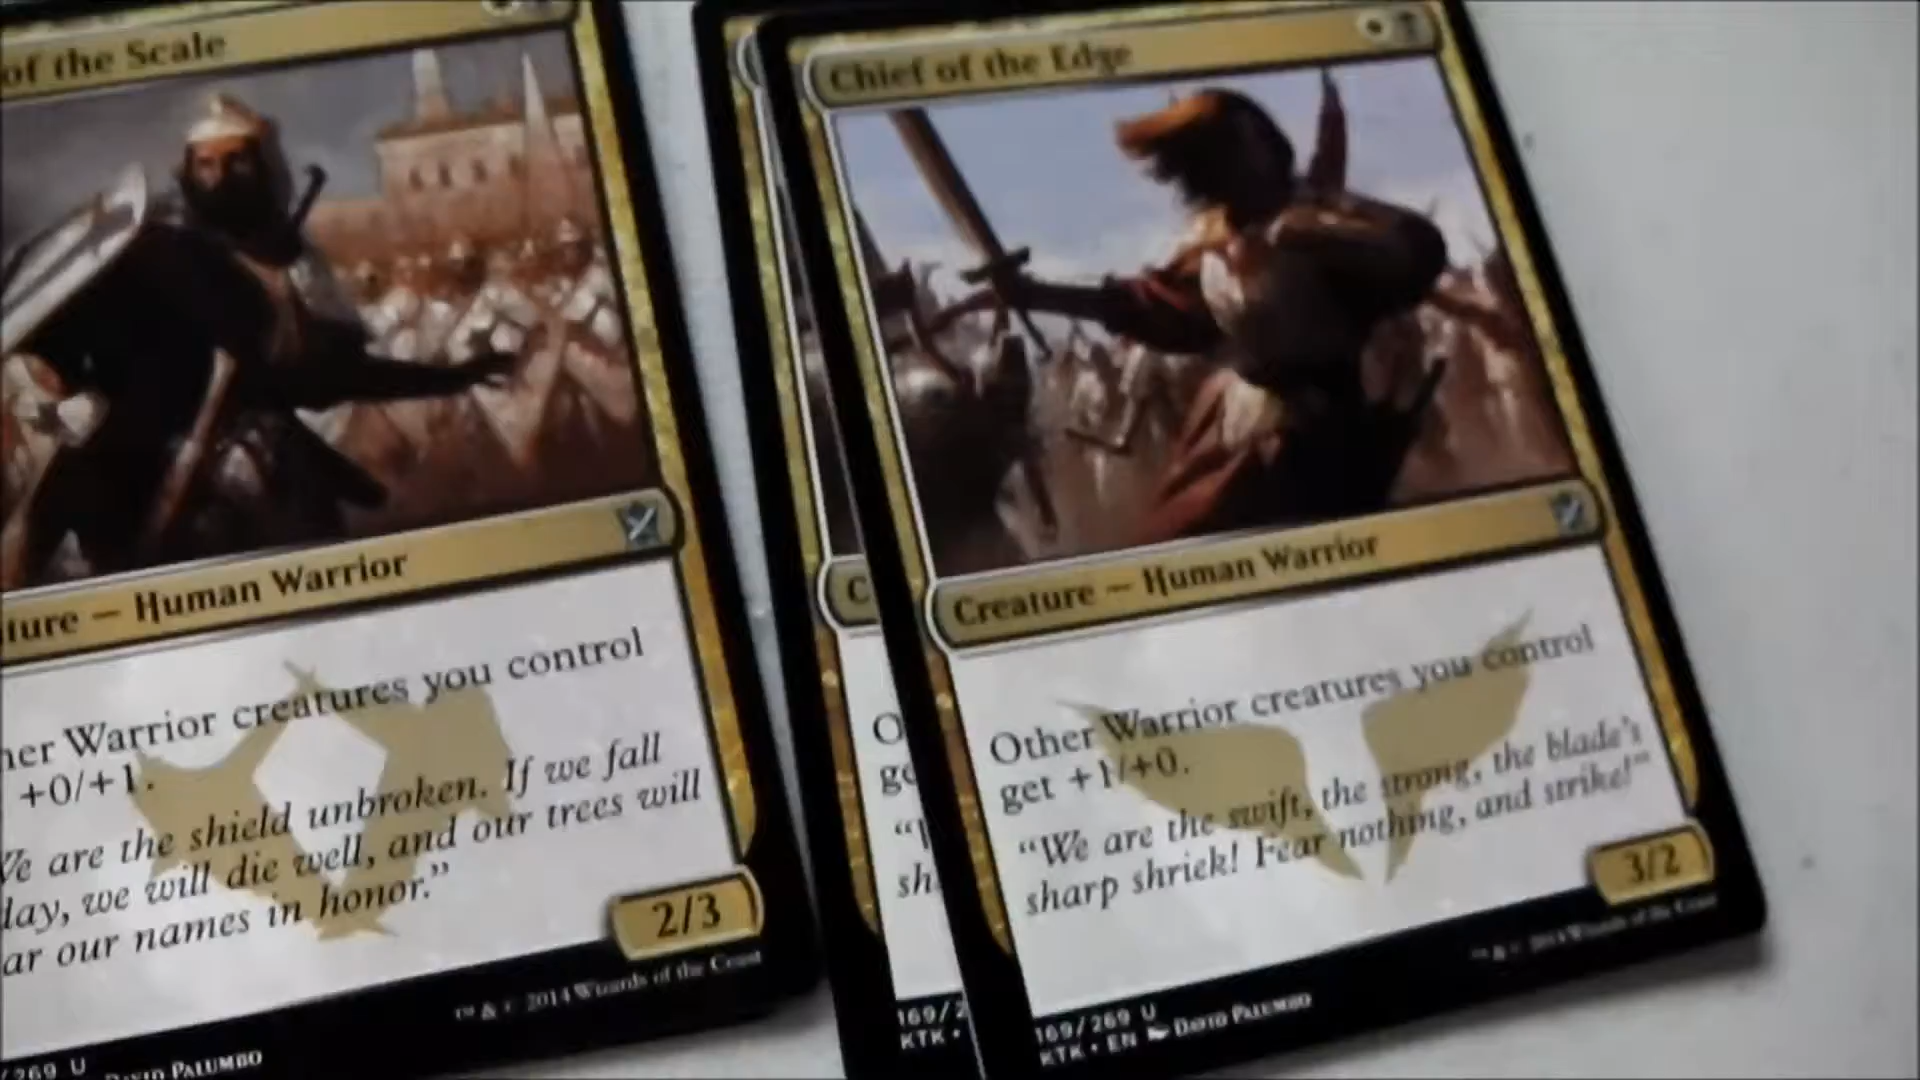 of the Scale
ture — Human Warrior
her Warrior creatures you control
+0/+1.
We are the shield unbroken. If we fall
day, we will die well, and our trees will
ar our names in honor.”
2/3
™ & © 2014 Wizards of the Coast
/269 U
DAVID PALUMBO
C
O
ge
“W
sh
169/2
KTK •
Chief of the Edge
Creature — Human Warrior
Other Warrior creatures you control
get +1/+0.
“We are the swift, the strong, the blade’s
sharp shriek! Fear nothing, and strike!”
3/2
™ & © 2014 Wizards of the Coast
169/269 U
KTK • EN DAVID PALUMBO